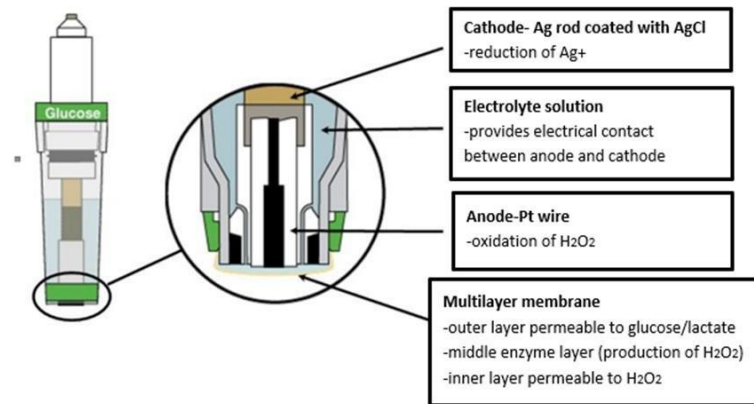 Glucose
Cathode- Ag rod coated with AgCl
-reduction of Ag+
Electrolyte solution
-provides electrical contact
between anode and cathode
Anode-Pt wire
-oxidation of H₂O₂
Multilayer membrane
-outer layer permeable to glucose/lactate
-middle enzyme layer (production of H₂O₂)
-inner layer permeable to H₂O₂